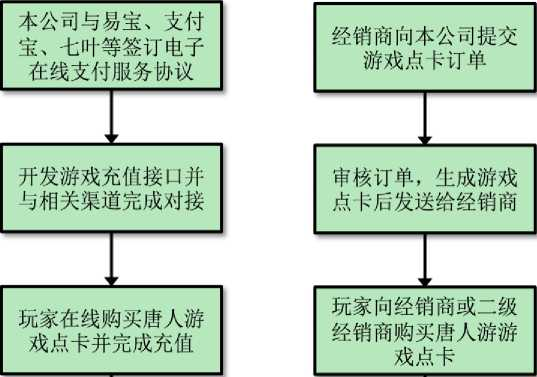 本公司与易宝、支付
宝、七叶等签订电子
在线支付服务协议
开发游戏充值接口并
与相关渠道完成对接
玩家在线购买唐人游
戏点卡并完成充值
经销商向本公司提交
游戏点卡订单
审核订单，生成游戏
点卡后发送给经销商
玩家向经销商或二级
经销商购买唐人游游
戏点卡